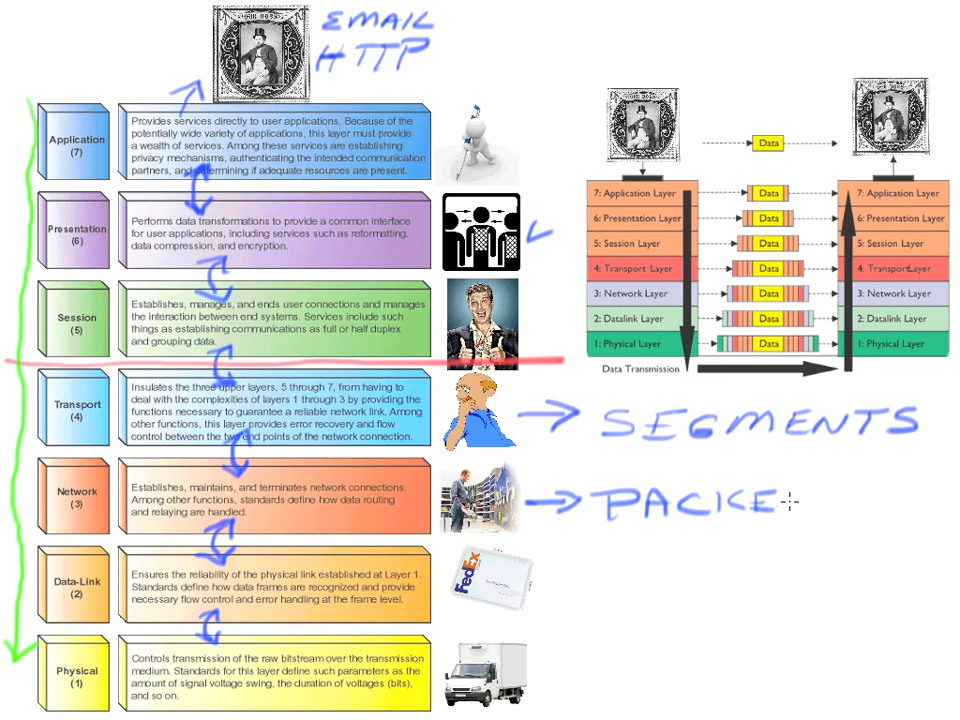 EMAIL
HTTP
Application
(7)
Provides services directly to user applications. Because of the
potentially wide variety of applications, this layer must provide
a wealth of services. Among these services are establishing
privacy mechanisms, authenticating the intended communication
partners, and determining if adequate resources are present.
Presentation
(6)
Performs data transformations to provide a common interface
for user applications, including services such as reformatting,
data compression, and encryption.
Session
(5)
Establishes, manages, and ends user connections and manages
the interaction between end systems. Services include such
things as establishing communications as full or half duplex
and grouping data.
Transport
(4)
Insulates the three upper layers, 5 through 7, from having to
deal with the complexities of layers 1 through 3 by providing the
functions necessary to guarantee a reliable network link. Among
other functions, this layer provides error recovery and flow
control between the two end points of the network connection.
Network
(3)
Establishes, maintains, and terminates network connections.
Among other functions, standards define how data routing
and relaying are handled.
Data-Link
(2)
Ensures the reliability of the physical link established at Layer 1.
Standards define how data frames are recognized and provide
necessary flow control and error handling at the frame level.
FedEx
Physical
(1)
Controls transmission of the raw bitstream over the transmission
medium. Standards for this layer define such parameters as the
amount of signal voltage swing, the duration of voltages (bits),
and so on.
Data
7: Application Layer Data 7: Application Layer
6: Presentation Layer Data 6: Presentation Layer
5: Session Layer Data 5: Session Layer
4: Transport Layer Data 4: TransportLayer
3: Network Layer Data 3: Network Layer
2: Datalink Layer Data 2: Datalink Layer
1: Physical Layer Data 1: Physical Layer
Data Transmission
SEGMENTS
PACKE